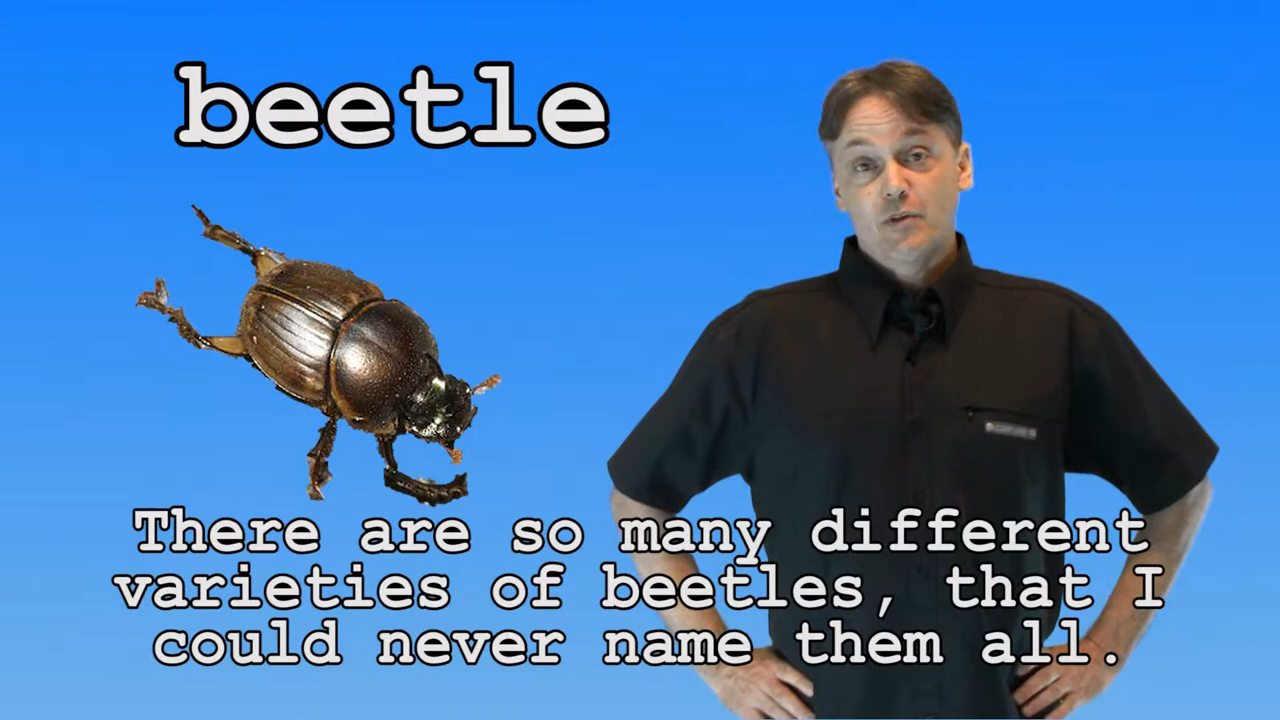 beetle
There are so many different
varieties of beetles, that I
could never name them all.